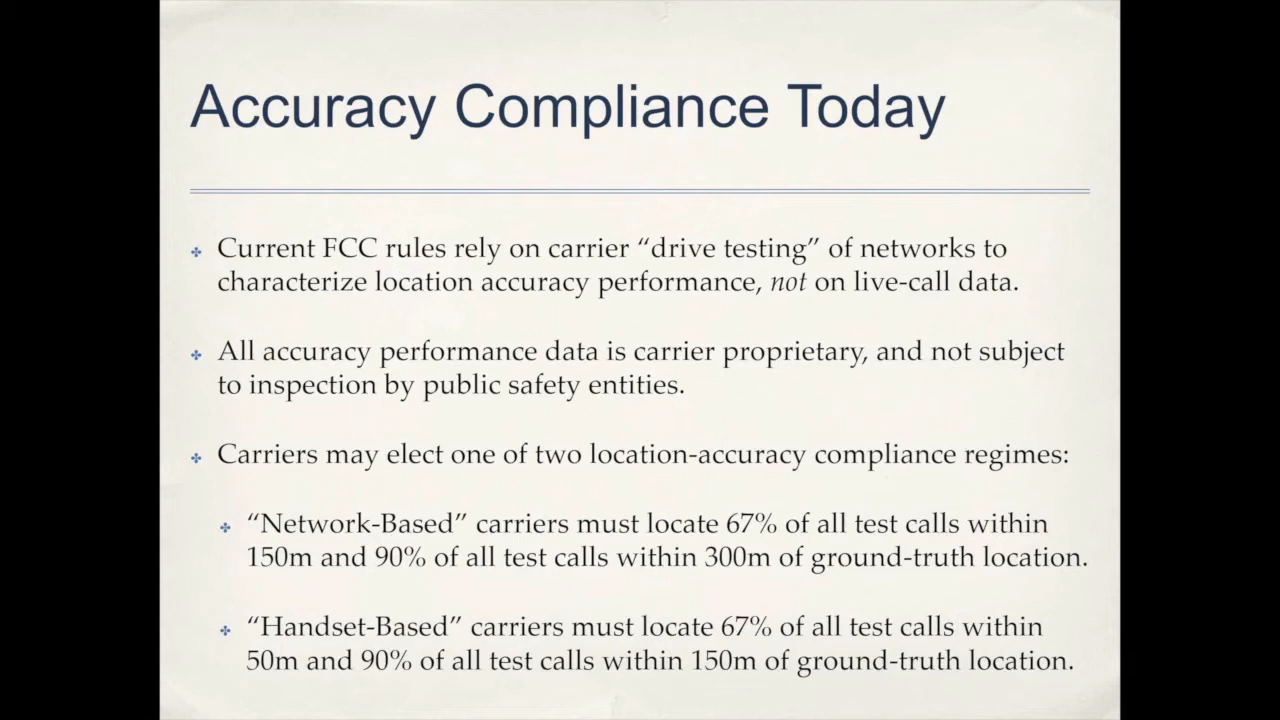 Accuracy Compliance Today
Current FCC rules rely on carrier “drive testing” of networks to
characterize location accuracy performance, not on live-call data.
All accuracy performance data is carrier proprietary, and not subject
to inspection by public safety entities.
Carriers may elect one of two location-accuracy compliance regimes:
“Network-Based” carriers must locate 67% of all test calls within
150m and 90% of all test calls within 300m of ground-truth location.
“Handset-Based” carriers must locate 67% of all test calls within
50m and 90% of all test calls within 150m of ground-truth location.